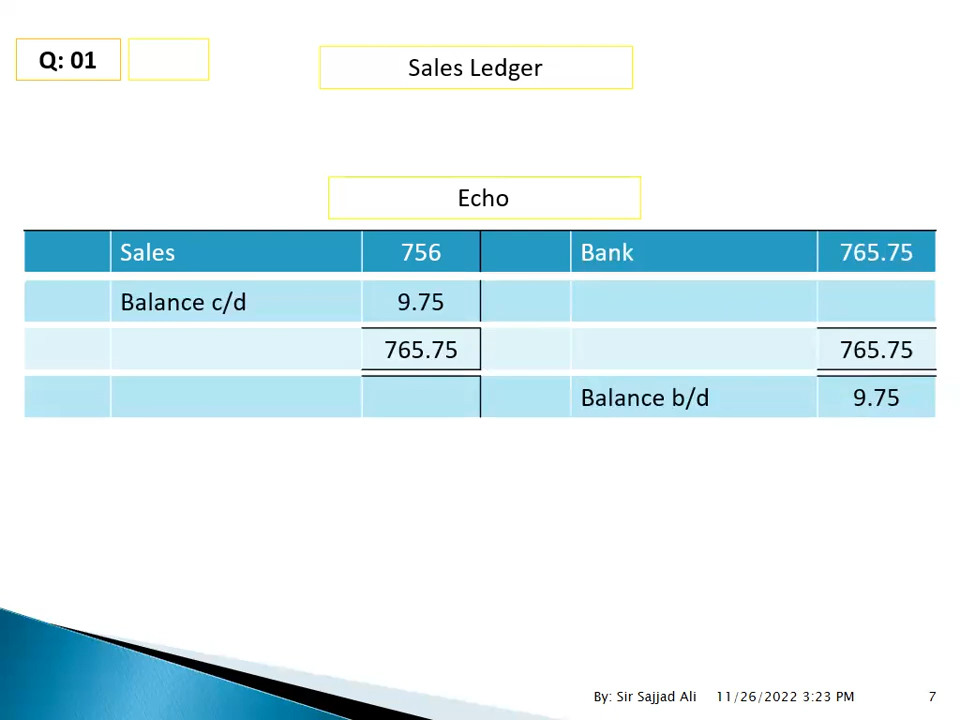 Q: 01
Sales Ledger
Echo
Sales 756 Bank 765.75
Balance c/d 9.75
765.75 765.75
Balance b/d 9.75
By: Sir Sajjad Ali 11/26/2022 3:23 PM 7